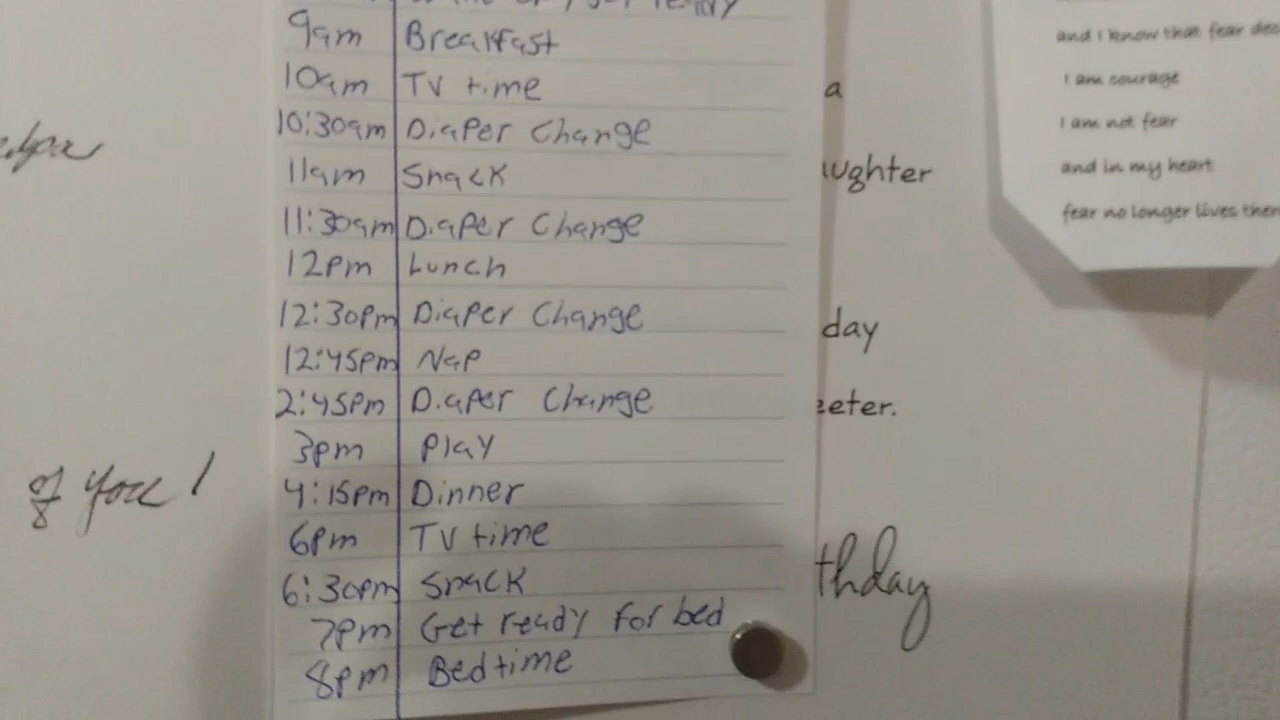 9am Breakfast
10am TV time
10:30am Diaper Change
11am Snack
11:30am Diaper Change
12pm Lunch
12:30pm Diaper Change
12:45pm Nap
2:45pm Diaper Change
3pm Play
4:15pm Dinner
6pm TV time
6:30pm Snack
7pm Get ready for bed
8pm Bedtime
of you!
a
ughter
day
eeter.
thday
and I know that fear
I am courage
I am not fear
and in my heart
fear no longer lives